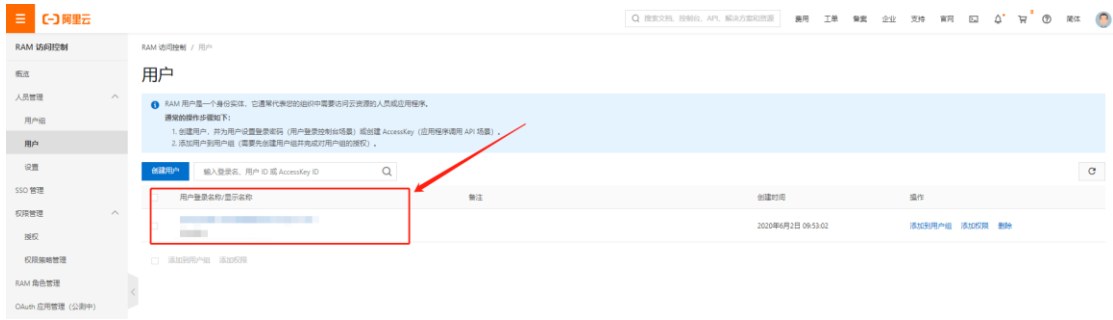 阿里云
搜索文档、控制台、API、解决方案和资源 费用 工单 备案 企业 支持 官网 简体
RAM 访问控制
RAM 访问控制 / 用户
概览
用户
人员管理
RAM 用户是一个身份实体，它通常代表您的组织中需要访问云资源的人员或应用程序。
通常的操作步骤如下：
用户组
1. 创建用户，并为用户设置登录密码（用户登录控制台场景）或创建 AccessKey（应用程序调用 API 场景）。
用户
2. 添加用户到用户组（需要先创建用户组并完成对用户组的授权）。
设置
创建用户 输入登录名、用户 ID 或 AccessKey ID
SSO 管理
用户登录名称/显示名称 备注 创建时间 操作
权限管理
2020年6月2日 09:53:02 添加到用户组 添加权限 删除
授权
权限策略管理
添加到用户组 添加权限
RAM 角色管理
OAuth 应用管理（公测中）